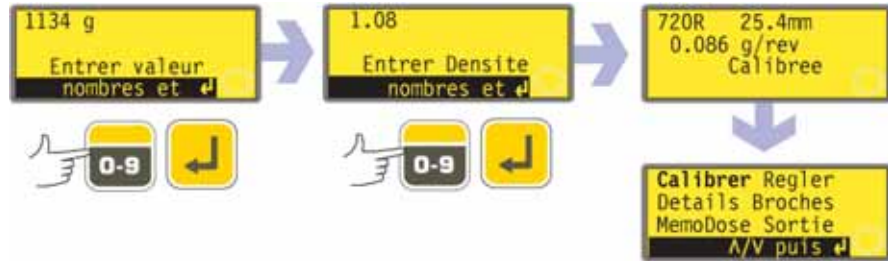 1134 g
Entrer valeur
nombres et ↵
0-9
1.08
Entrer Densite
nombres et ↵
0-9
720R 25.4mm
0.086 g/rev
Calibree
Calibrer Regler
Details Broches
MemoDose Sortie
Λ/V puis ↵